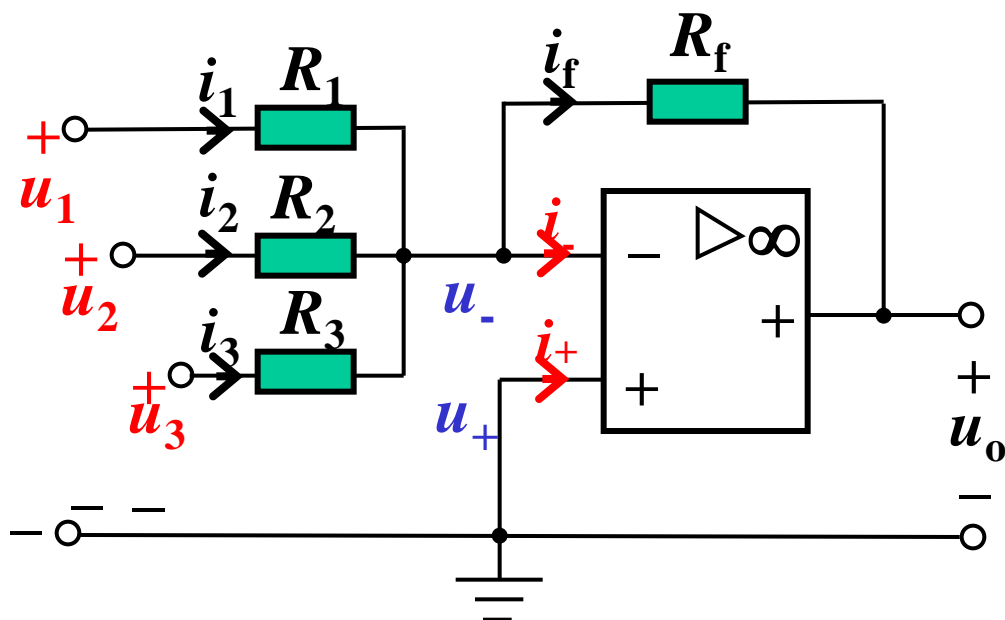 i1 R1
if Rf
+ u1
i2 R2
+ u2
i- − ▷∞
u-
i3 R3
+ u3
+
i+ +
u+
+
uo
−
− − −